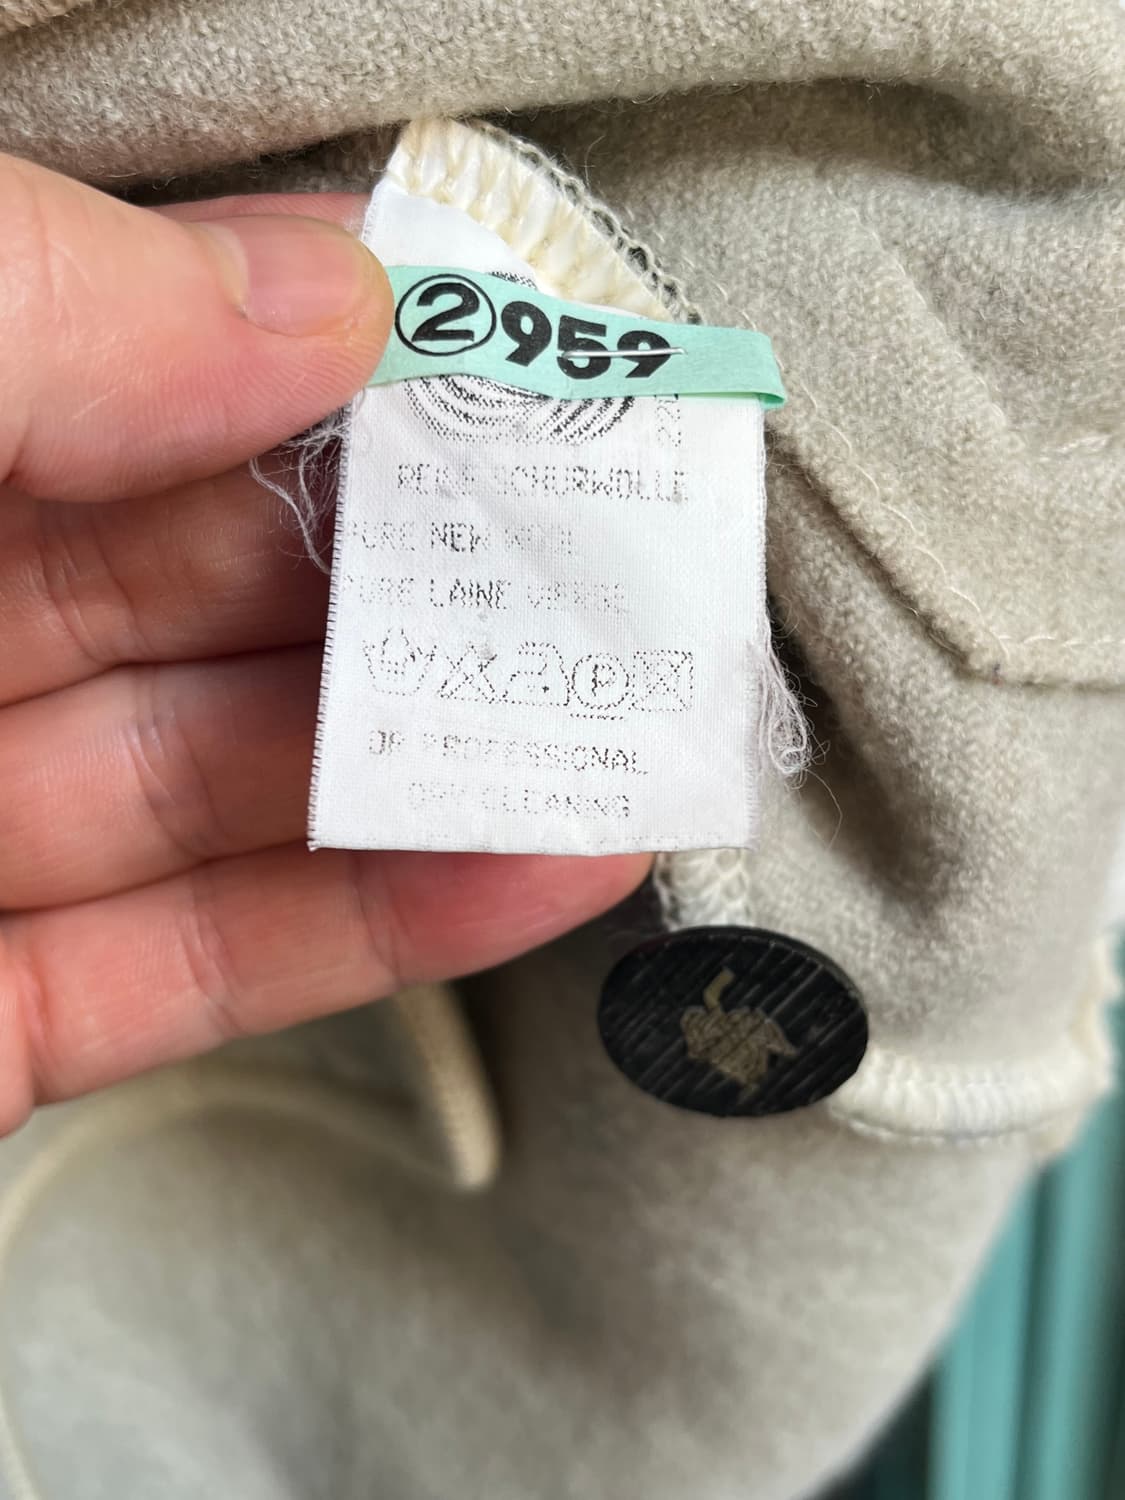 ②959
REINE SCHURWOLLE
PURE NEW WOOL
PURE LAINE VIERGE
P
OR PROFESSIONAL
DRY CLEANING